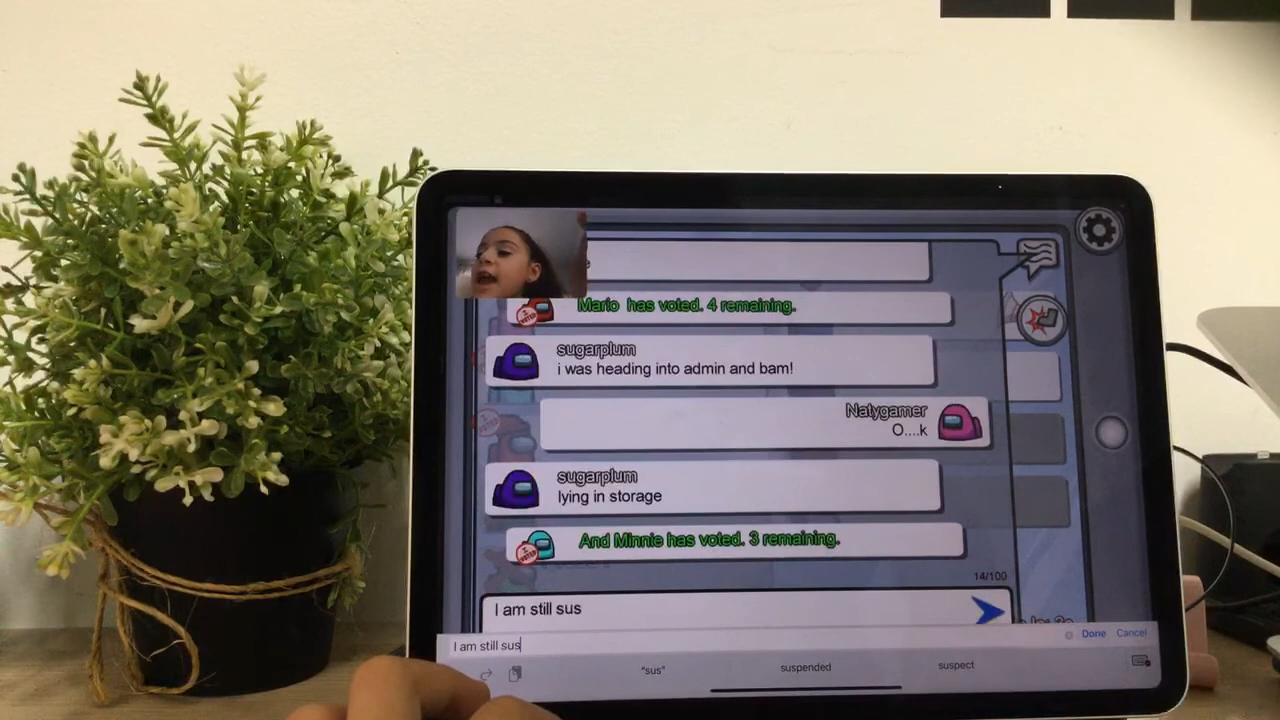 e
Mario has voted. 4 remaining.
sugarplum
i was heading into admin and bam!
Natygamer
O....k
sugarplum
lying in storage
And Minnie has voted. 3 remaining.
14/100
I am still sus
I am still sus
Done Cancel
"sus" suspended suspect